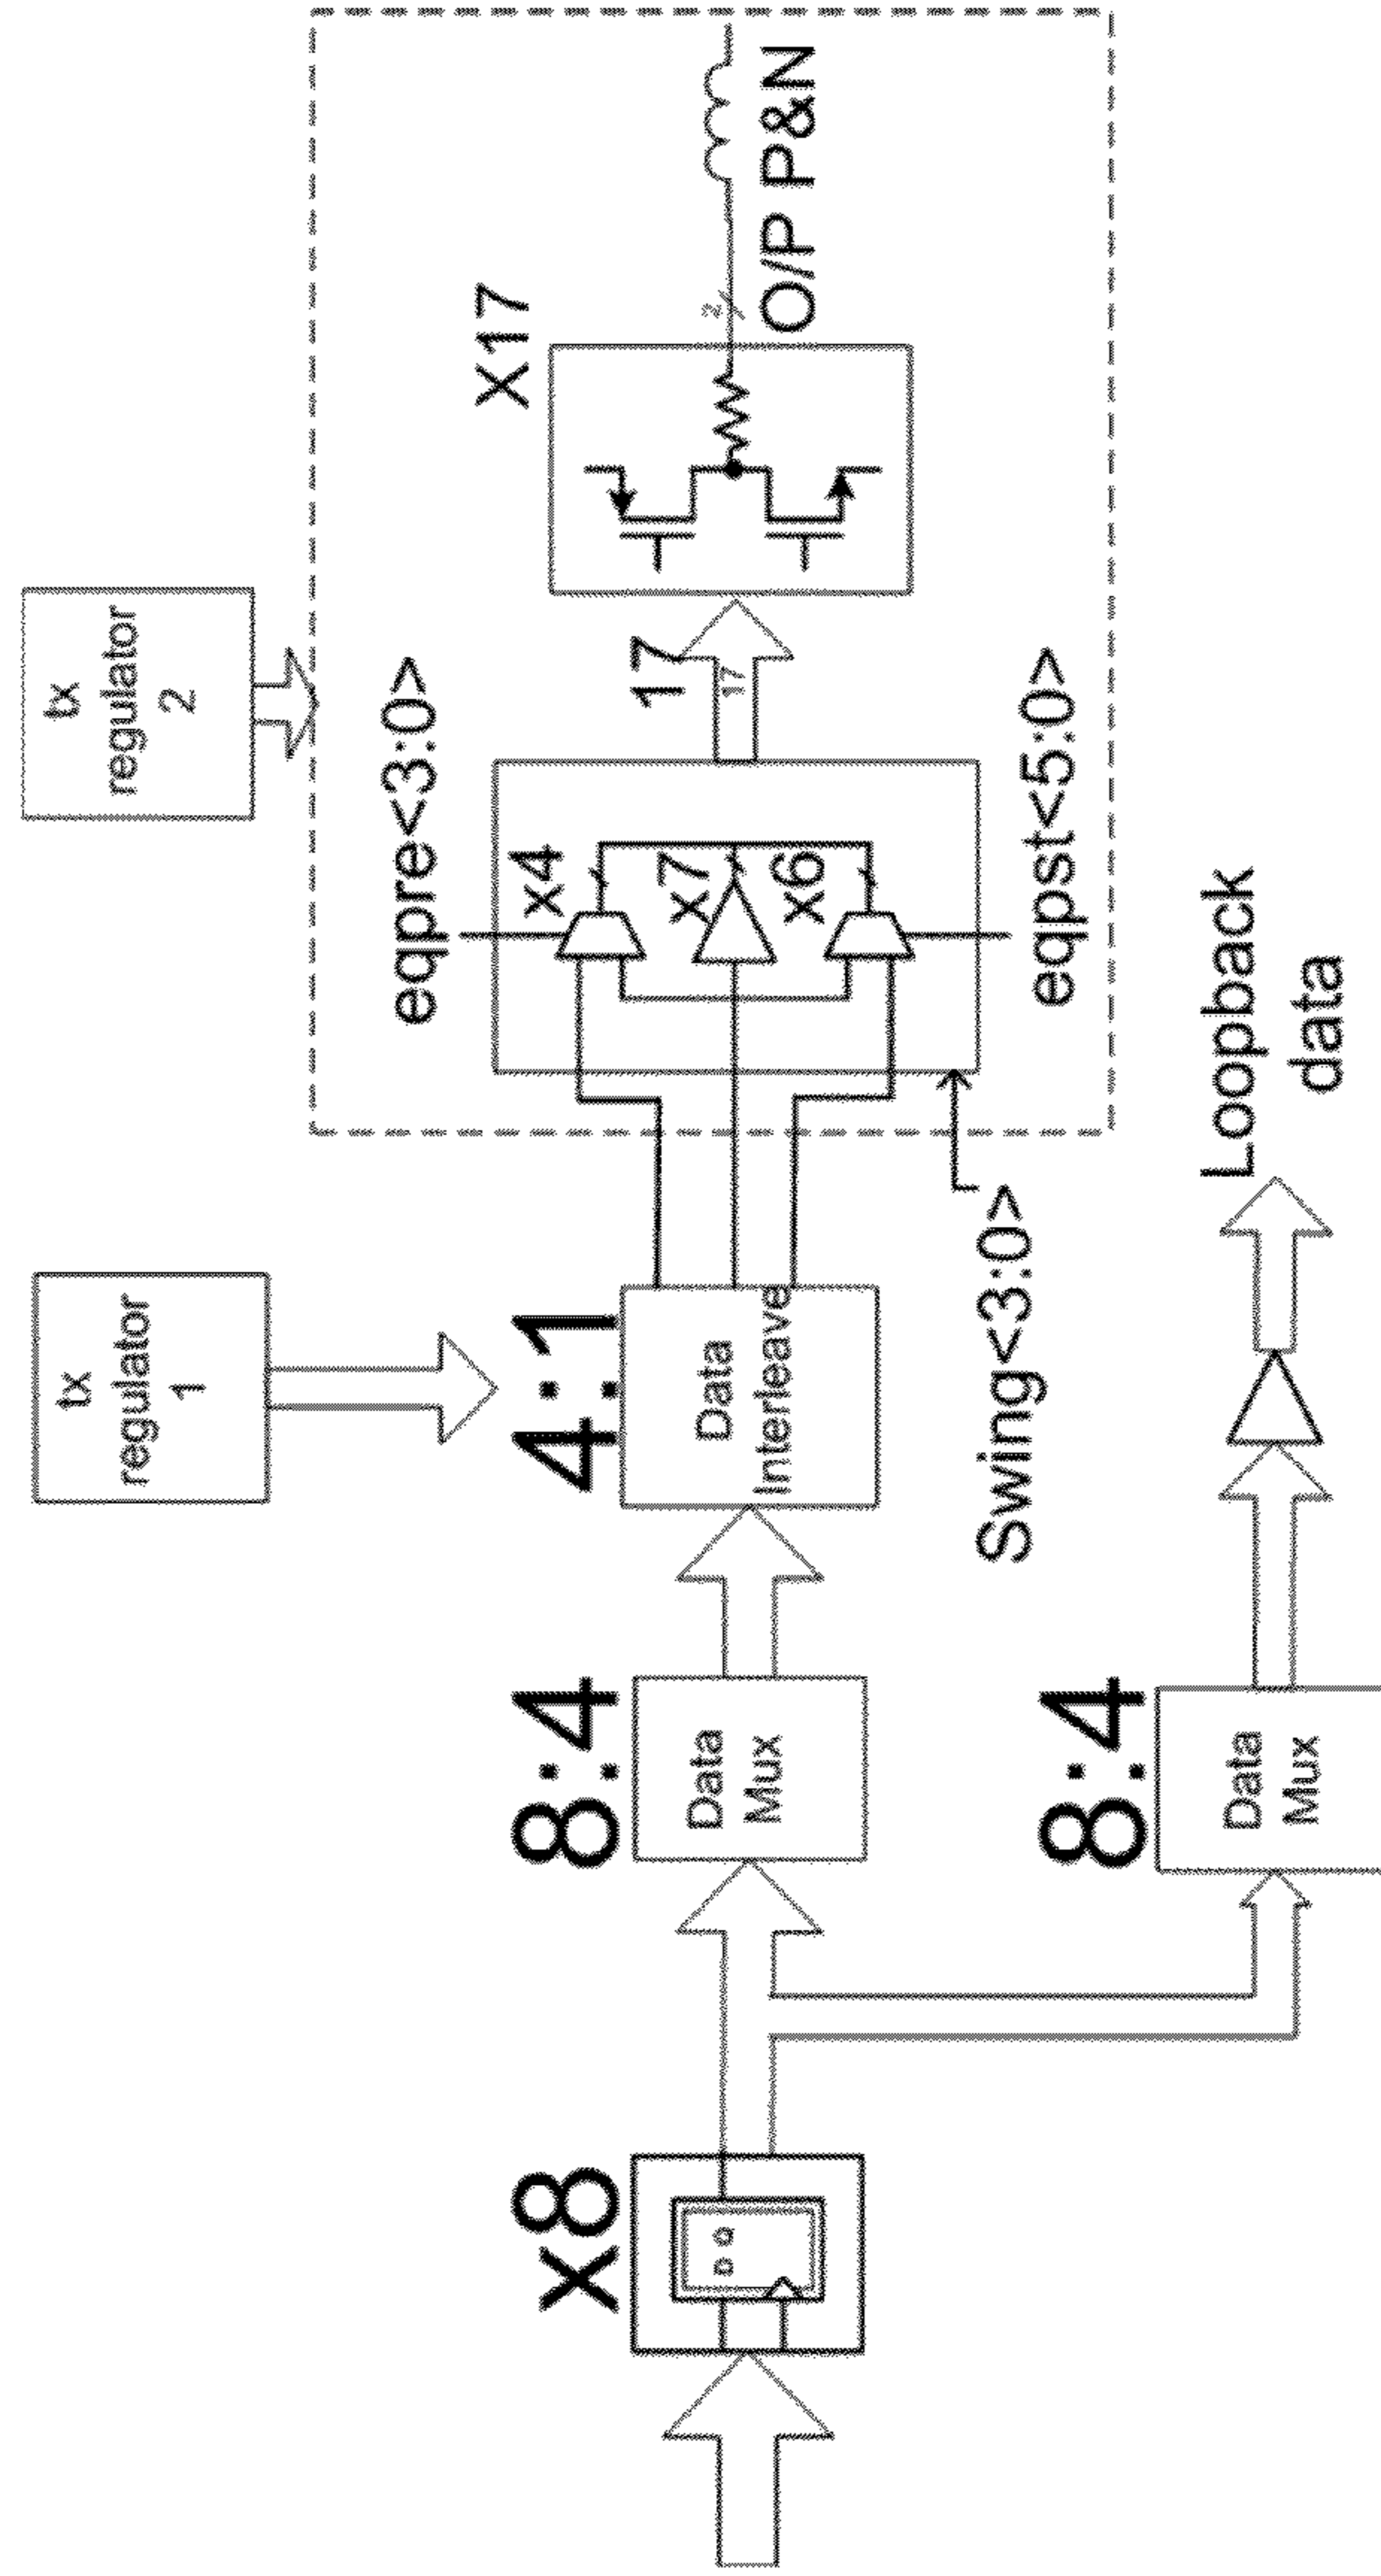 tx
regulator
1
tx
regulator
2
x8
D Q
8:4
Data
Mux
4:1
Data
Interleave
eqpre<3:0>
x4
x7
x6
eqpst<5:0>
Swing<3:0>
17
17
X17
2
O/P P&N
8:4
Data
Mux
Loopback
data